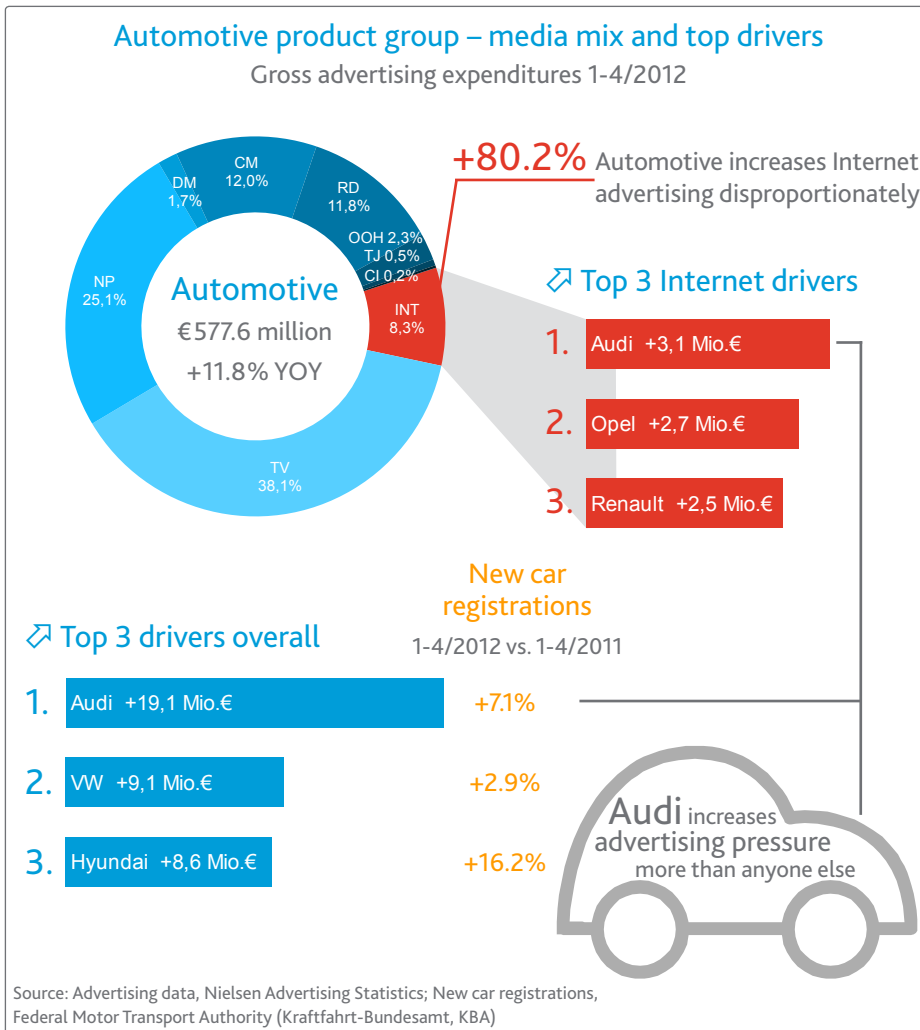 Automotive product group – media mix and top drivers
Gross advertising expenditures 1-4/2012
CM
12,0%
DM
1,7%
RD
11,8%
OOH 2,3%
TJ 0,5%
CI 0,2%
NP
25,1%
INT
8,3%
TV
38,1%
Automotive
€577.6 million
+11.8% YOY
+80.2%
Automotive increases Internet
advertising disproportionately
Top 3 Internet drivers
1. Audi +3,1 Mio.€
2. Opel +2,7 Mio.€
3. Renault +2,5 Mio.€
New car
registrations
1-4/2012 vs. 1-4/2011
Top 3 drivers overall
1. Audi +19,1 Mio.€ +7.1%
2. VW +9,1 Mio.€ +2.9%
3. Hyundai +8,6 Mio.€ +16.2%
Audi increases
advertising pressure
more than anyone else
Source: Advertising data, Nielsen Advertising Statistics; New car registrations,
Federal Motor Transport Authority (Kraftfahrt-Bundesamt, KBA)